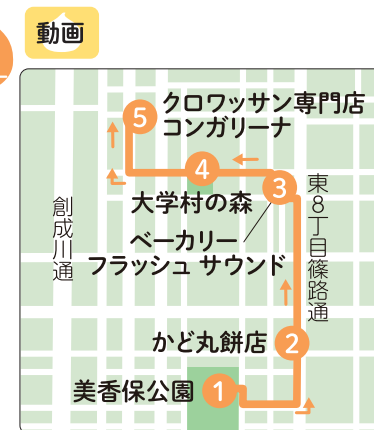 動画
5
クロワッサン専門店
コンガリーナ
4
大学村の森
3
ベーカリー
フラッシュ サウンド
創成川通
東8丁目篠路通
かど丸餅店
2
美香保公園
1